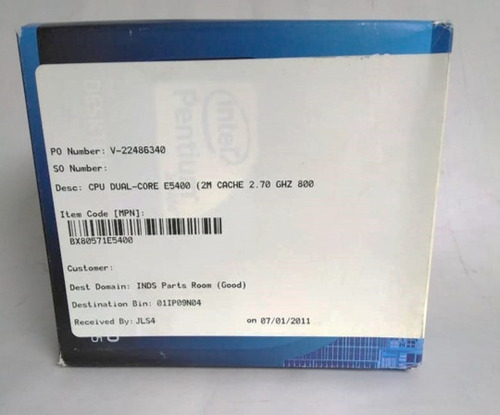 intel
Pentium
PO Number: V-22486340
SO Number:
Desc: CPU DUAL-CORE E5400 (2M CACHE 2.70 GHZ 800
Item Code [MPN]:
BX80571E5400
Customer:
Dest Domain: INDS Parts Room (Good)
Destination Bin: 01IP09N04
Received By: JLS4 on 07/01/2011